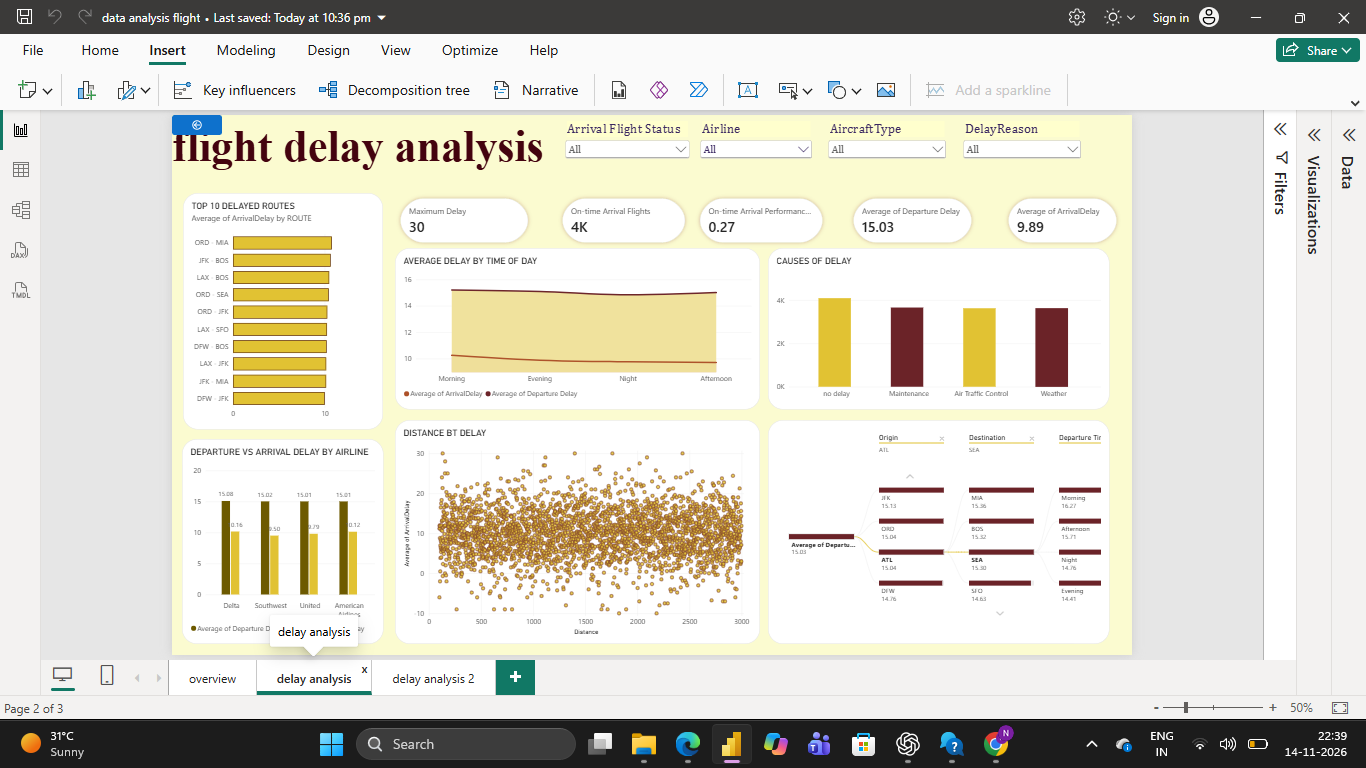 data analysis flight • Last saved: Today at 10:36 pm
Sign in
File Home Insert Modeling Design View Optimize Help
Share
Key influencers Decomposition tree Narrative Add a sparkline
flight delay analysis
Arrival Flight Status Airline AircraftType DelayReason
All All All All
TOP 10 DELAYED ROUTES
Average of ArrivalDelay by ROUTE
ORD - MIA
JFK - BOS
LAX - BOS
ORD - SEA
ORD - JFK
LAX - SFO
DFW - BOS
LAX - JFK
JFK - MIA
DFW - JFK
0 10
Maximum Delay
30
On-time Arrival Flights
4K
On-time Arrival Performanc...
0.27
Average of Departure Delay
15.03
Average of ArrivalDelay
9.89
AVERAGE DELAY BY TIME OF DAY
16
14
12
10
Morning Evening Night Afternoon
Average of ArrivalDelay Average of Departure Delay
CAUSES OF DELAY
4K
2K
0K
no delay Maintenance Air Traffic Control Weather
DEPARTURE VS ARRIVAL DELAY BY AIRLINE
20
15
10
5
0
15.08 15.02 15.01 15.01
0.16 9.50 9.79 0.12
Delta Southwest United American
Average of Departure D
delay analysis
DISTANCE BT DELAY
30
20
10
0
-10
Average of ArrivalDelay
0 500 1000 1500 2000 2500 3000
Distance
Origin Destination Departure Tir
ATL SEA
JFK MIA Morning
15.13 15.36 16.27
ORD BOS Afternoon
15.04 15.32 15.71
Average of Departu...
15.03
ATL SEA Night
15.04 15.30 14.76
DFW SFO Evening
14.76 14.63 14.41
Filters
Visualizations
Data
DAX
TMDL
overview delay analysis x delay analysis 2 +
Page 2 of 3
- + 50%
31°C
Sunny
Search
N
ENG
IN
22:39
14-11-2026